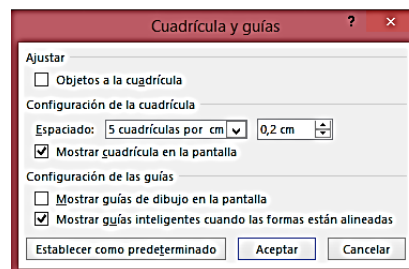 Cuadrícula y guías ? ×
Ajustar
Objetos a la cuadrícula
Configuración de la cuadrícula
Espaciado: 5 cuadrículas por cm 0,2 cm
Mostrar cuadrícula en la pantalla
Configuración de las guías
Mostrar guías de dibujo en la pantalla
Mostrar guías inteligentes cuando las formas están alineadas
Establecer como predeterminado Aceptar Cancelar